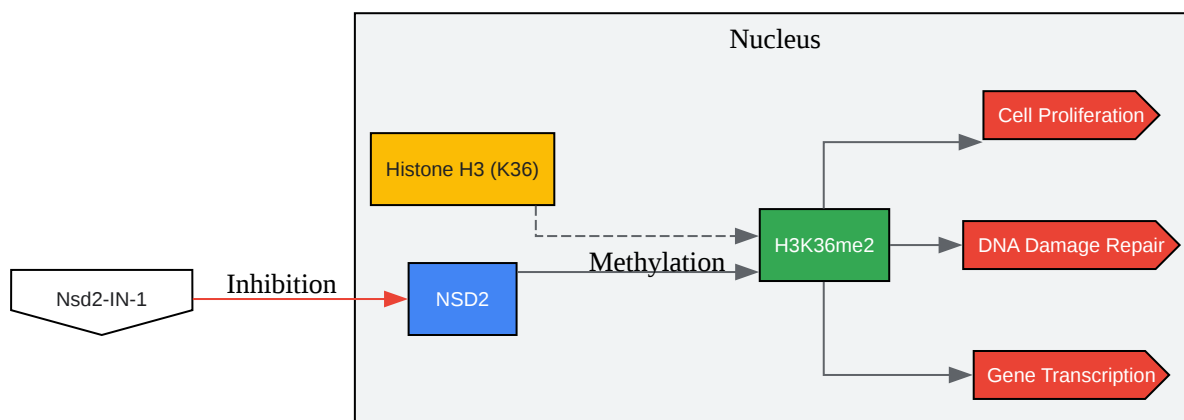 Nucleus
Cell Proliferation
Histone H3 (K36)
H3K36me2
DNA Damage Repair
Methylation
Inhibition
Nsd2-IN-1
NSD2
Gene Transcription